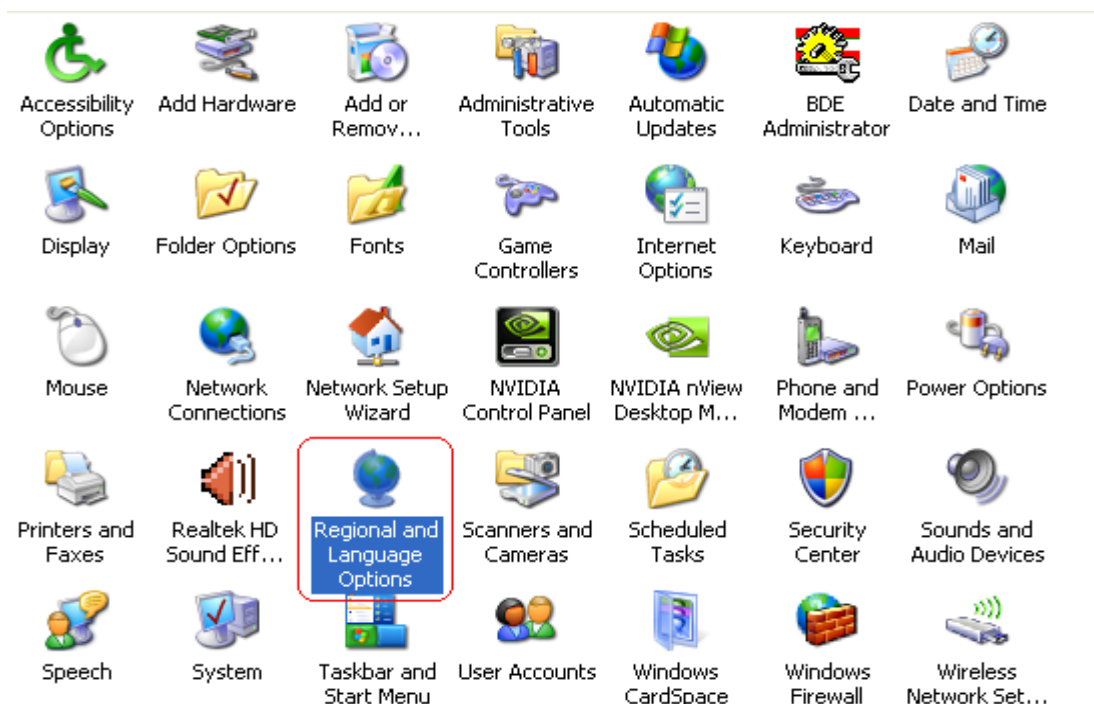 Accessibility Options
Add Hardware
Add or Remov...
Administrative Tools
Automatic Updates
BDE Administrator
Date and Time
Display
Folder Options
Fonts
Game Controllers
Internet Options
Keyboard
Mail
Mouse
Network Connections
Network Setup Wizard
NVIDIA Control Panel
NVIDIA nView Desktop M...
Phone and Modem ...
Power Options
Printers and Faxes
Realtek HD Sound Eff...
Regional and Language Options
Scanners and Cameras
Scheduled Tasks
Security Center
Sounds and Audio Devices
Speech
System
Taskbar and Start Menu
User Accounts
Windows CardSpace
Windows Firewall
Wireless Network Set...